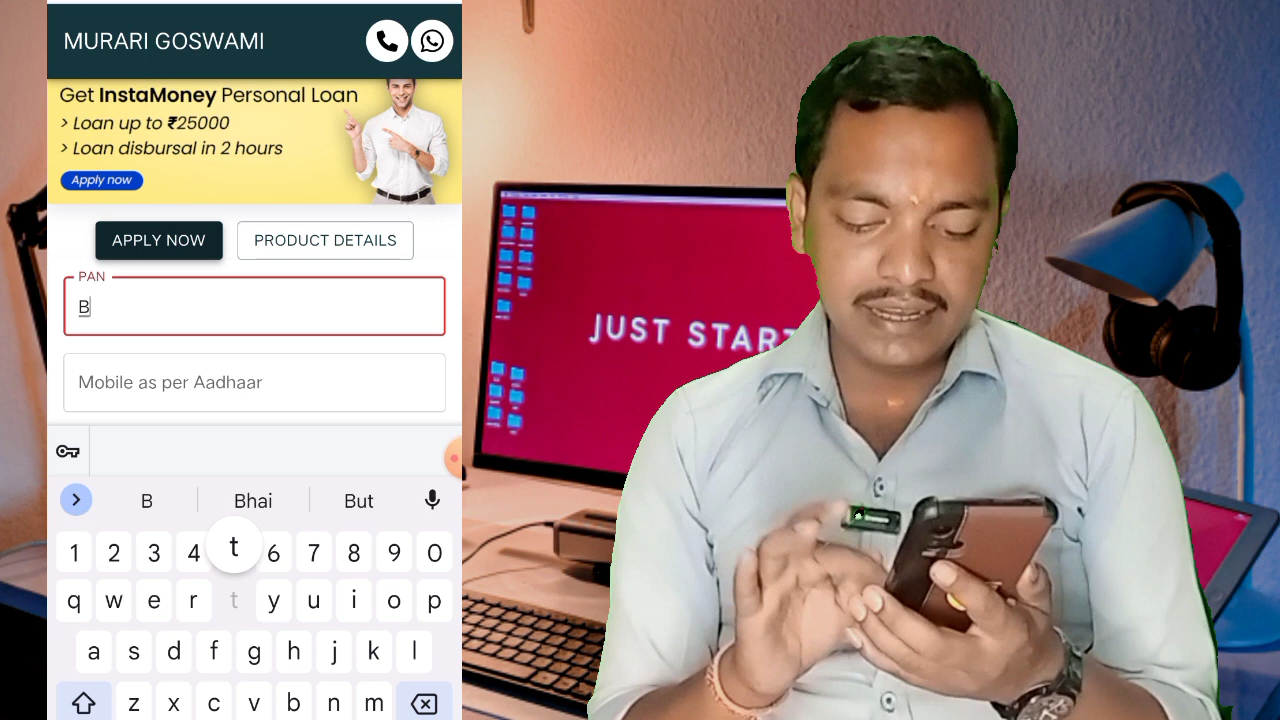 MURARI GOSWAMI
Get InstaMoney Personal Loan
> Loan up to ₹25000
> Loan disbursal in 2 hours
Apply now
APPLY NOW PRODUCT DETAILS
PAN
B
Mobile as per Aadhaar
B Bhai But
1 2 3 4 t 6 7 8 9 0
q w e r t y u i o p
a s d f g h j k l
z x c v b n m
JUST START